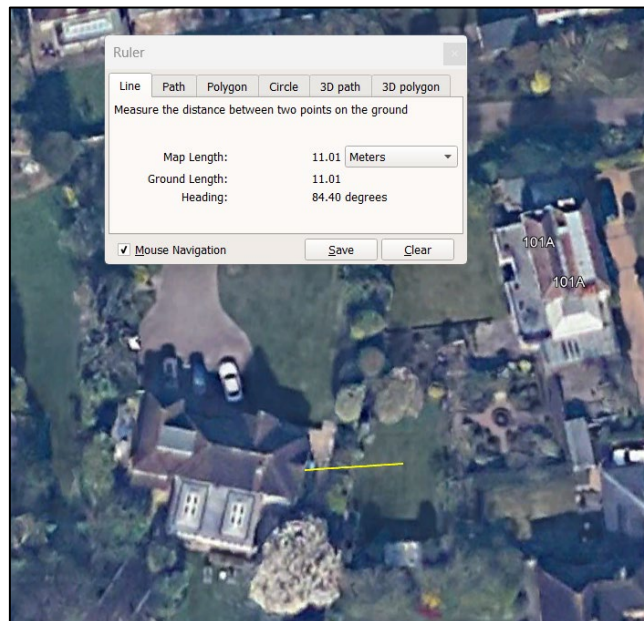 Ruler
Line Path Polygon Circle 3D path 3D polygon
Measure the distance between two points on the ground
Map Length: 11.01 Meters
Ground Length: 11.01
Heading: 84.40 degrees
Mouse Navigation Save Clear
101A
101A